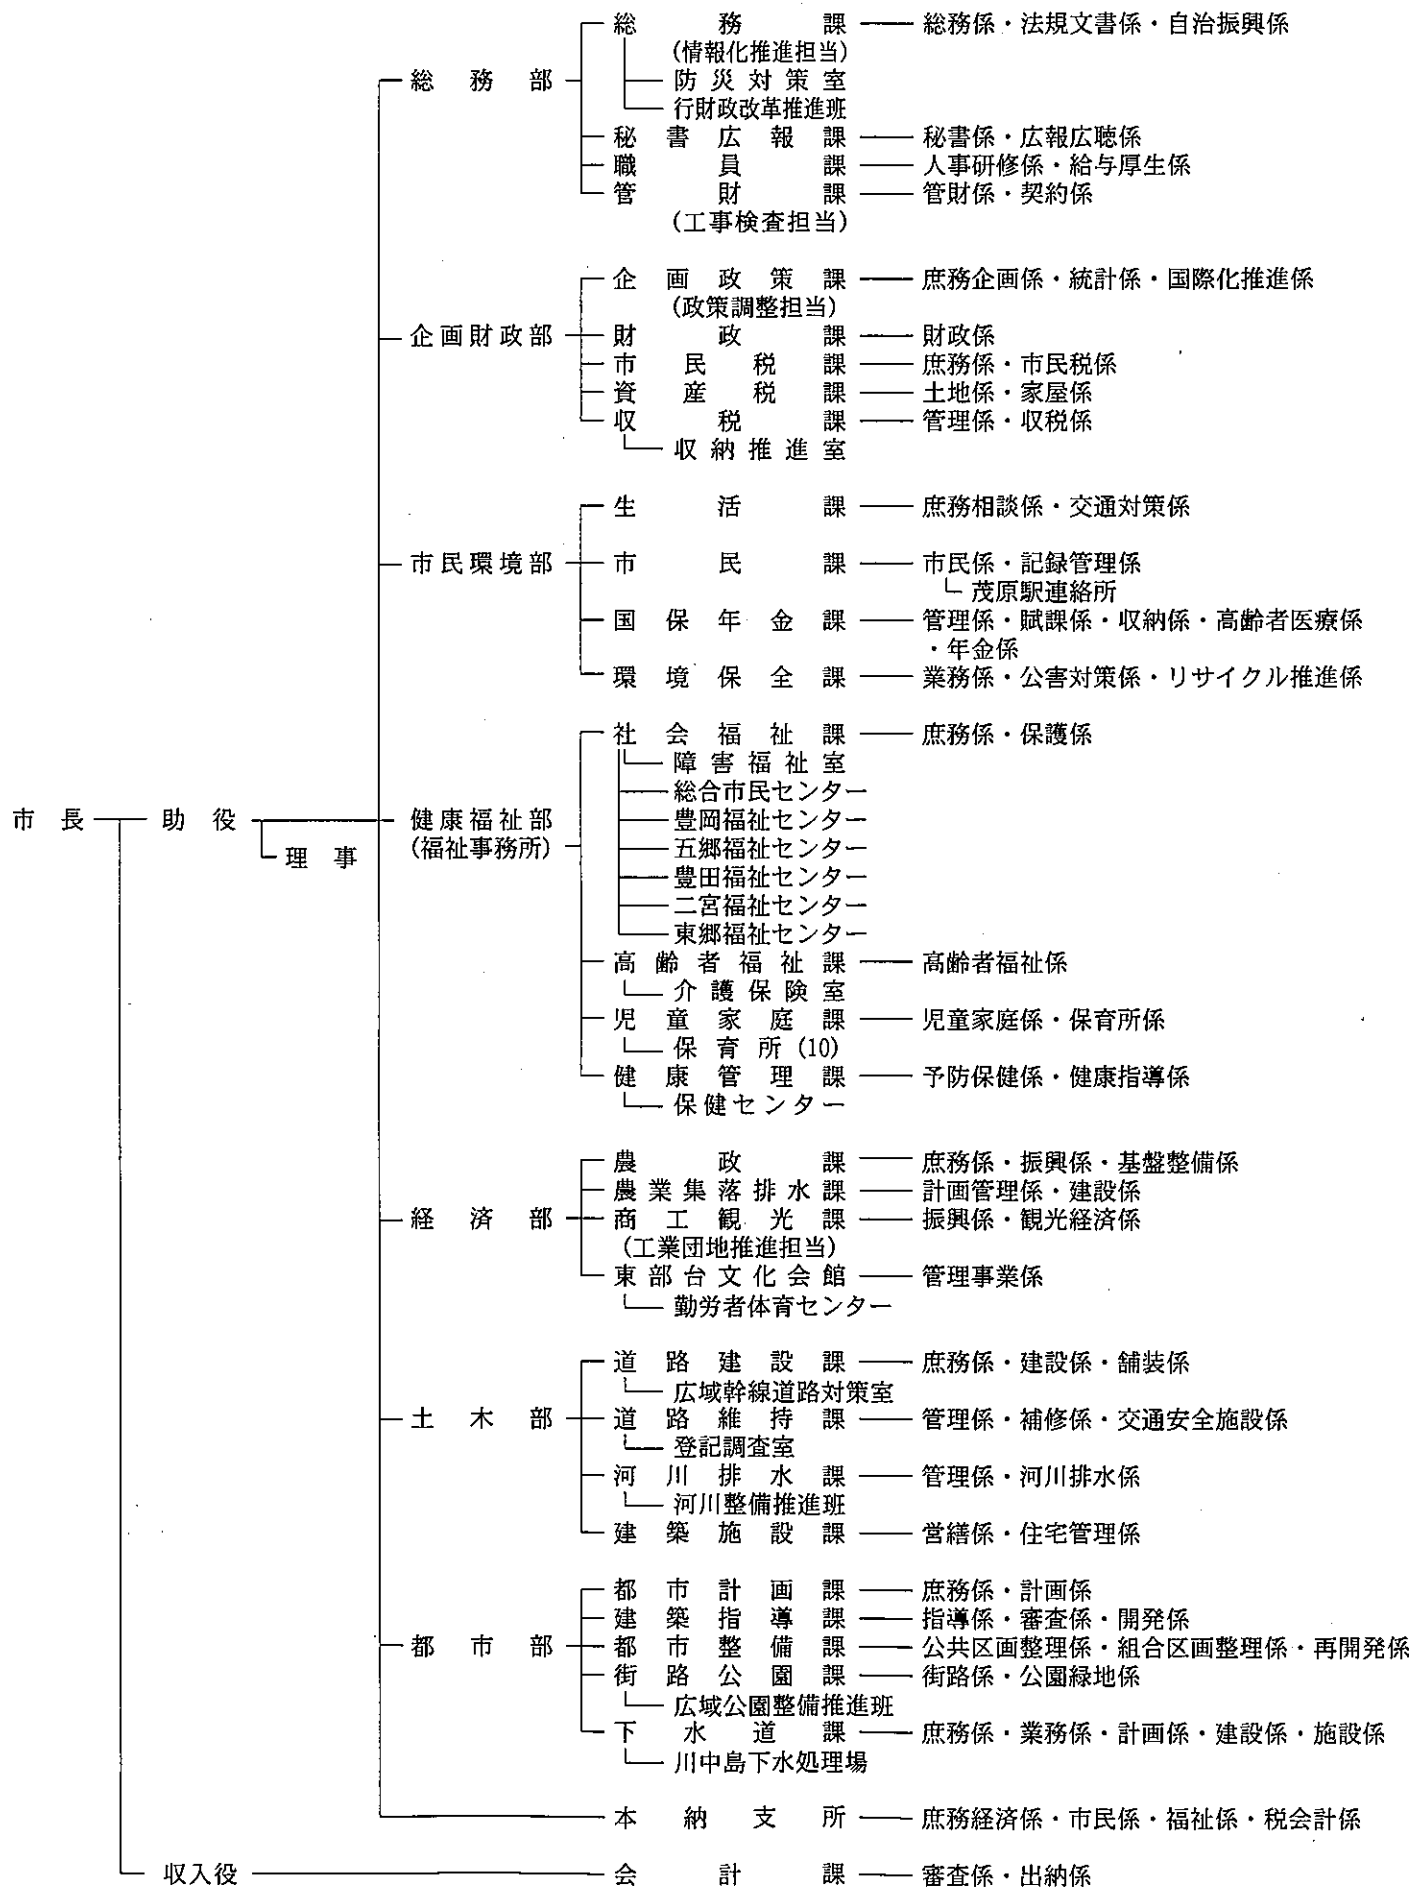 総務課 総務係・法規文書係・自治振興係
(情報化推進担当)
総務部 防災対策室
行財政改革推進班
秘書広報課 秘書係・広報広聴係
職員課 人事研修係・給与厚生係
管財課 管財係・契約係
(工事検査担当)
企画政策課 庶務企画係・統計係・国際化推進係
(政策調整担当)
企画財政部 財政課 財政係
市民税課 庶務係・市民税係
資産税課 土地係・家屋係
収税課 管理係・収税係
収納推進室
生活課 庶務相談係・交通対策係
市民環境部 市民課 市民係・記録管理係
茂原駅連絡所
国保年金課 管理係・賦課係・収納係・高齢者医療係
・年金係
環境保全課 業務係・公害対策係・リサイクル推進係
社会福祉課 庶務係・保護係
障害福祉室
総合市民センター
市長 助役 健康福祉部 豊岡福祉センター
理事 (福祉事務所) 五郷福祉センター
豊田福祉センター
二宮福祉センター
東郷福祉センター
高齢者福祉課 高齢者福祉係
介護保険室
児童家庭課 児童家庭係・保育所係
保育所(10)
健康管理課 予防保健係・健康指導係
保健センター
農政課 庶務係・振興係・基盤整備係
農業集落排水課 計画管理係・建設係
経済部 商工観光課 振興係・観光経済係
(工業団地推進担当)
東部台文化会館 管理事業係
勤労者体育センター
道路建設課 庶務係・建設係・舗装係
広域幹線道路対策室
土木部 道路維持課 管理係・補修係・交通安全施設係
登記調査室
河川排水課 管理係・河川排水係
河川整備推進班
建築施設課 営繕係・住宅管理係
都市計画課 庶務係・計画係
建築指導課 指導係・審査係・開発係
都市部 都市整備課 公共区画整理係・組合区画整理係・再開発係
街路公園課 街路係・公園緑地係
広域公園整備推進班
下水道課 庶務係・業務係・計画係・建設係・施設係
川中島下水処理場
本納支所 庶務経済係・市民係・福祉係・税会計係
収入役 会計課 審査係・出納係